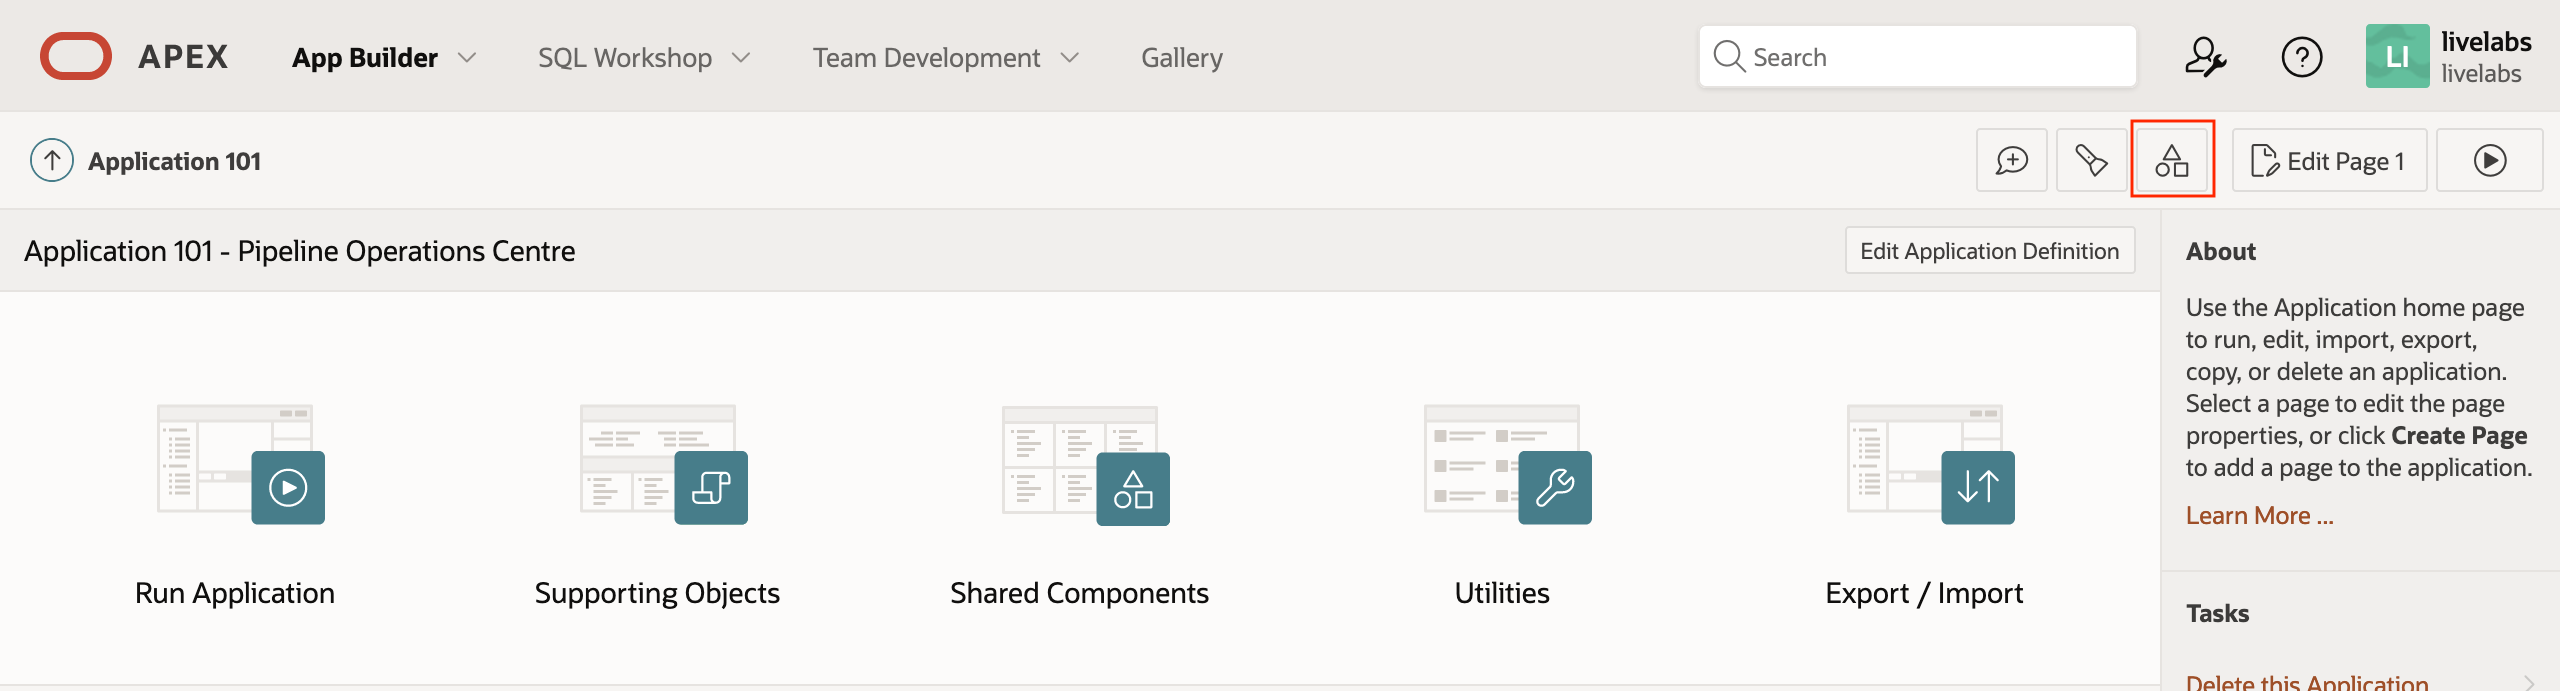 APEX App Builder SQL Workshop Team Development Gallery Search ? LI livelabs
livelabs
Application 101 Edit Page 1
Application 101 - Pipeline Operations Centre Edit Application Definition
Run Application Supporting Objects Shared Components Utilities Export / Import
About
Use the Application home page
to run, edit, import, export,
copy, or delete an application.
Select a page to edit the page
properties, or click Create Page
to add a page to the application.
Learn More ...
Tasks
Delete this Application